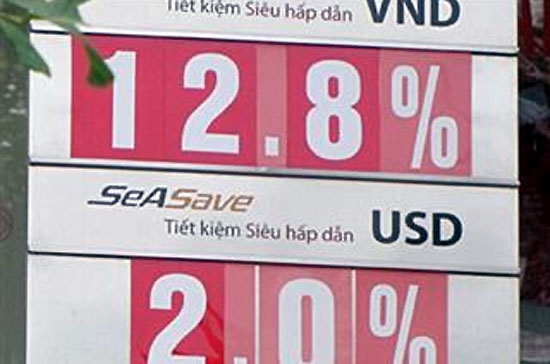 Tiết kiệm Siêu hấp dẫn VND
12.8%
SeASave
Tiết kiệm Siêu hấp dẫn USD
2.0%